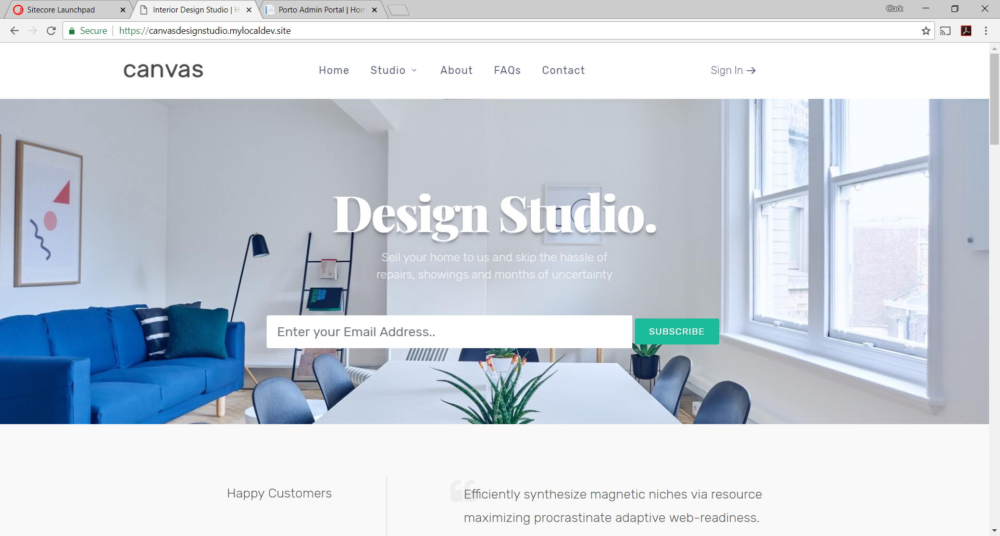 Sitecore Launchpad
Interior Design Studio | H
Porto Admin Portal | Hom
Clark
Secure
https://canvasdesignstudio.mylocaldev.site
canvas
Home
Studio
About
FAQs
Contact
Sign In →
Design Studio.
Sell your home to us and skip the hassle of
repairs, showings and months of uncertainty
Enter your Email Address..
SUBSCRIBE
Happy Customers
Efficiently synthesize magnetic niches via resource
maximizing procrastinate adaptive web-readiness.